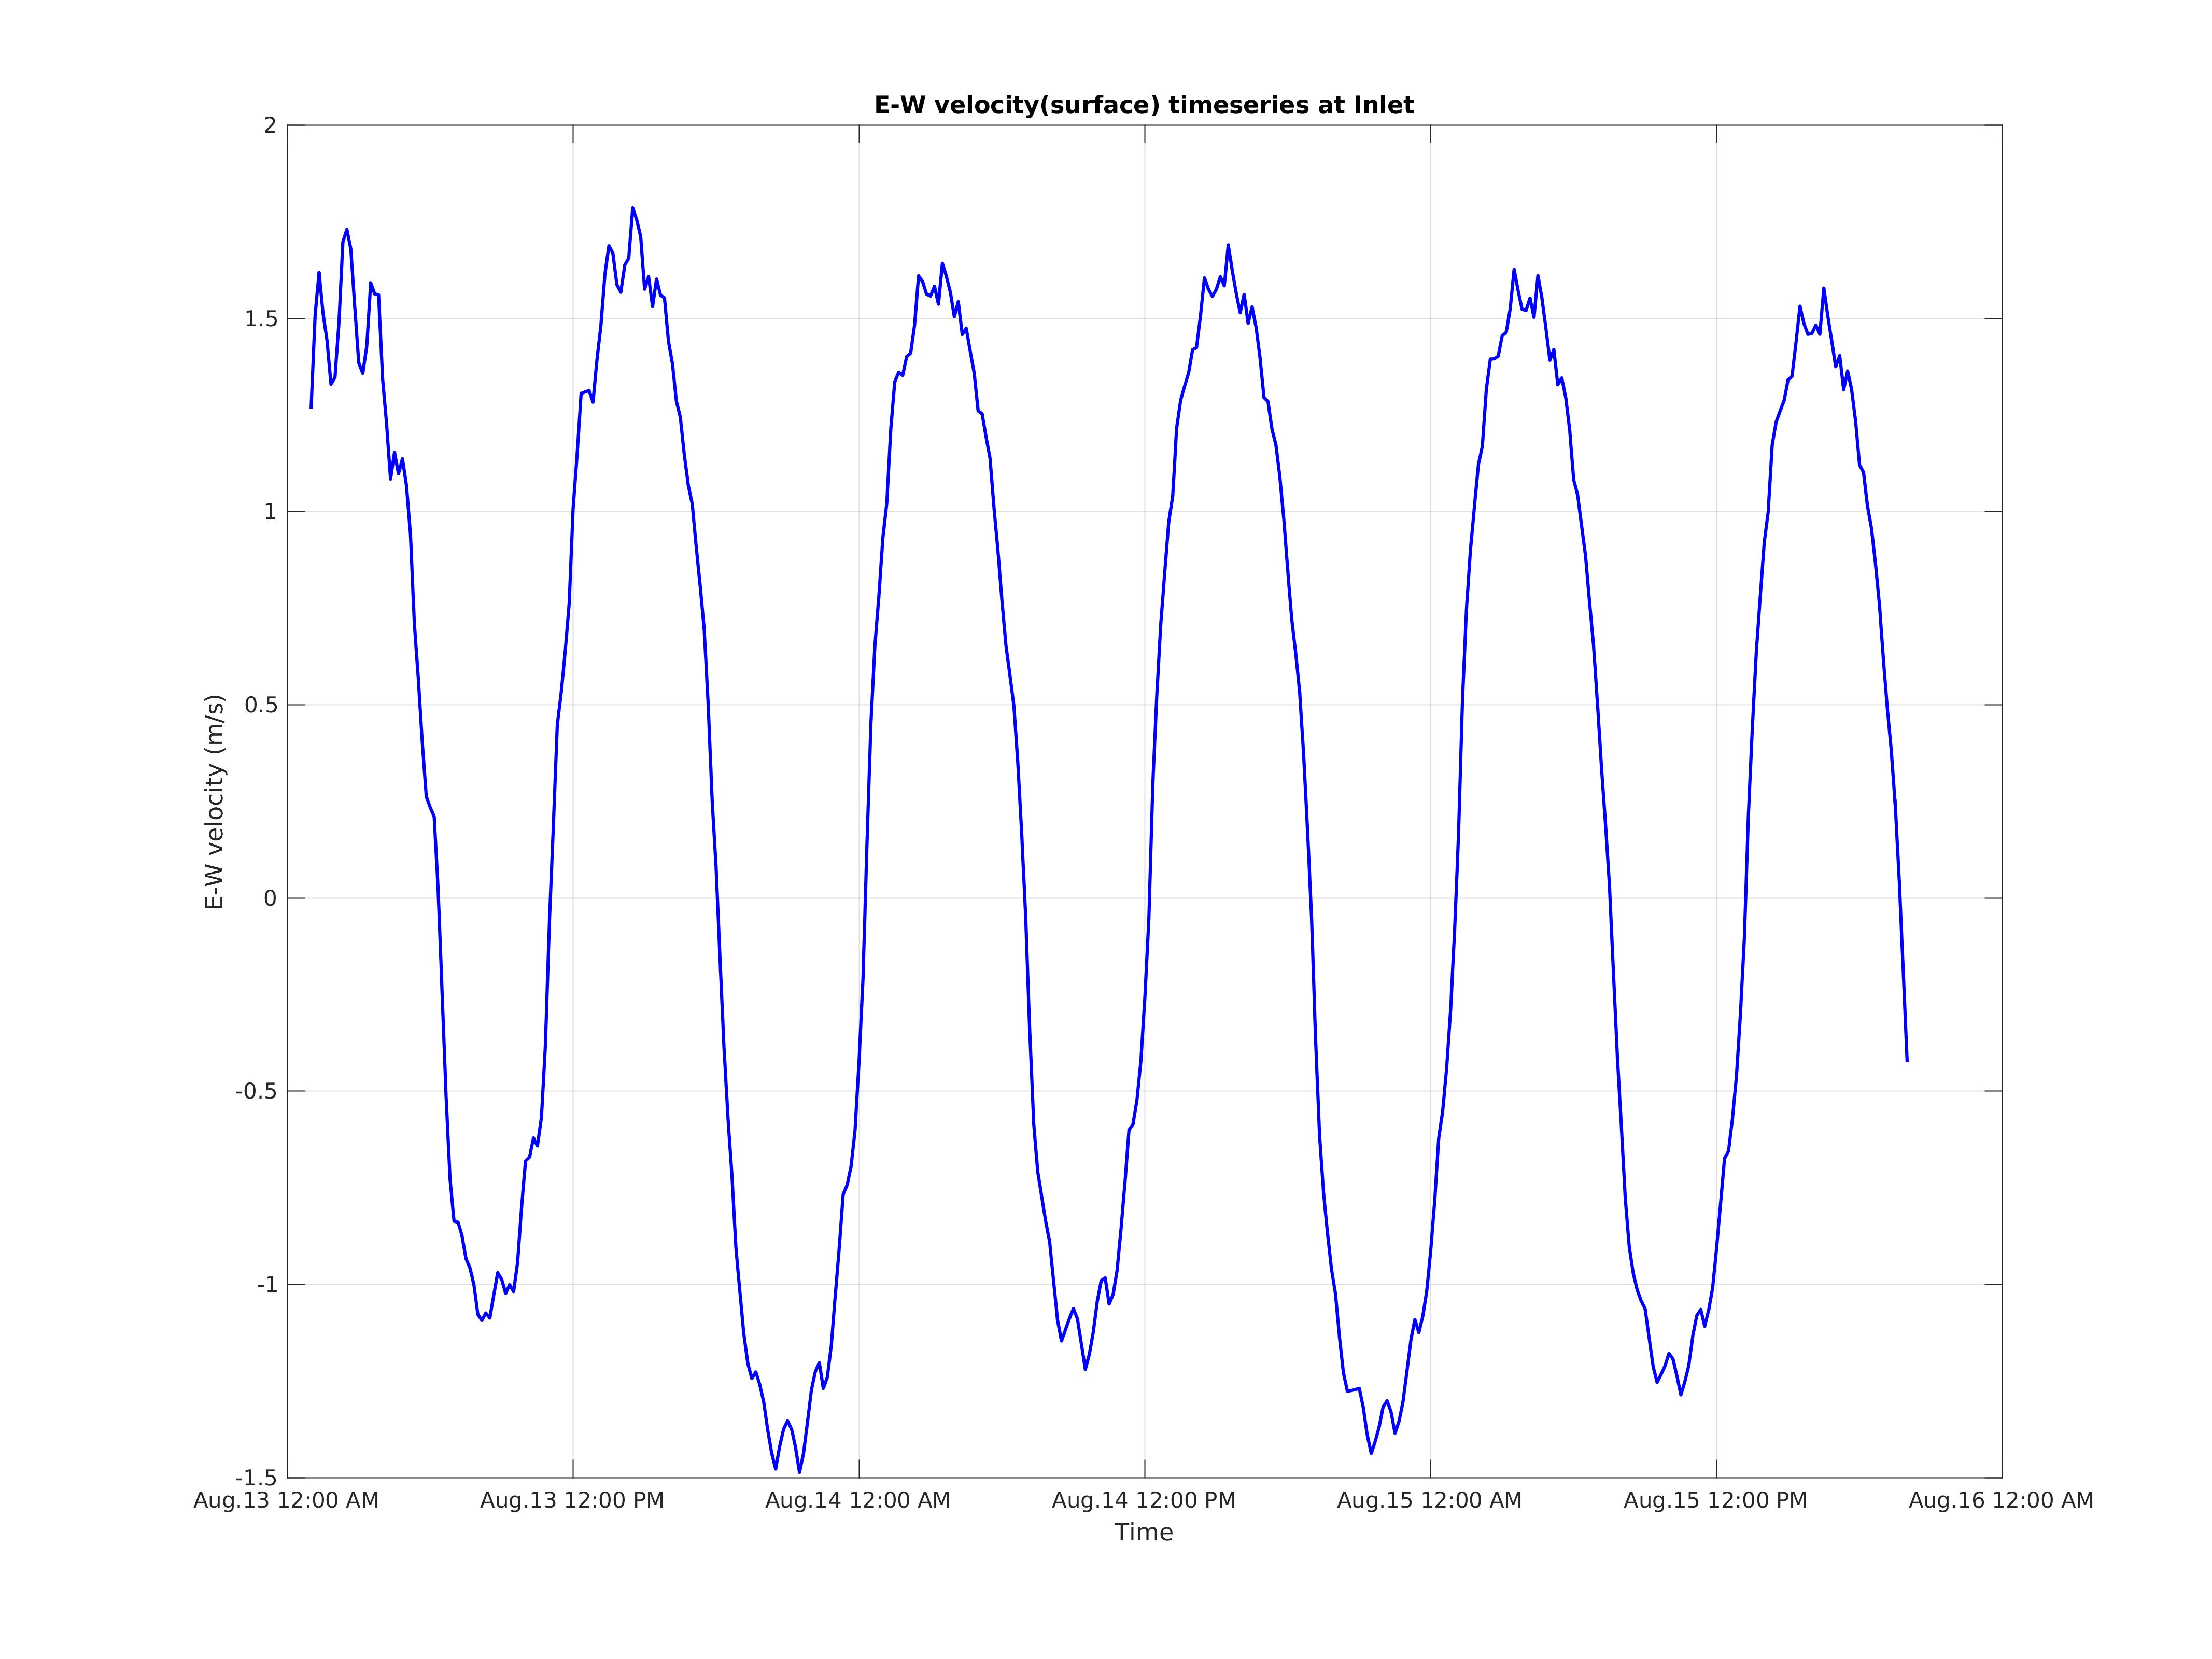 E-W velocity(surface) timeseries at Inlet
2
1.5
1
0.5
0
-0.5
-1
-1.5
E-W velocity (m/s)
Aug.13 12:00 AM Aug.13 12:00 PM Aug.14 12:00 AM Aug.14 12:00 PM Aug.15 12:00 AM Aug.15 12:00 PM Aug.16 12:00 AM
Time